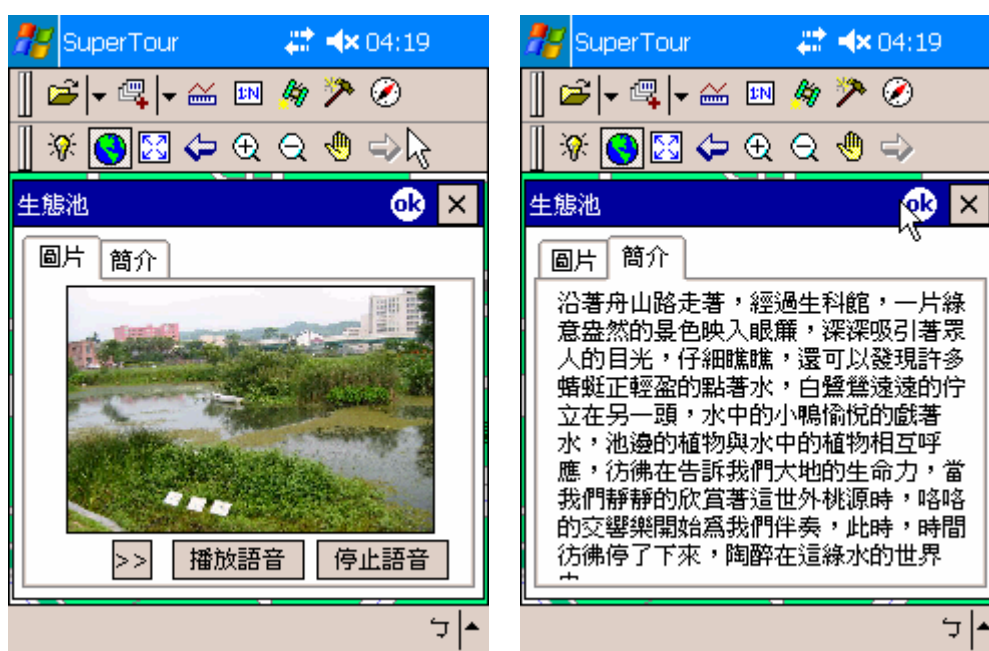 SuperTour 04:19
1:N
生態池 ok
圖片 簡介
>> 播放語音 停止語音
ㄅ
SuperTour 04:19
1:N
生態池 ok
圖片 簡介
沿著舟山路走著，經過生科館，一片綠
意盎然的景色映入眼簾，深深吸引著眾
人的目光，仔細瞧瞧，還可以發現許多
蜻蜓正輕盈的點著水，白鷺鷥遠遠的佇
立在另一頭，水中的小鴨愉悅的戲著
水，池邊的植物與水中的植物相互呼
應，彷彿在告訴我們大地的生命力，當
我們靜靜的欣賞著這世外桃源時，咯咯
的交響樂開始為我們伴奏，此時，時間
彷彿停了下來，陶醉在這綠水的世界
ㄅ